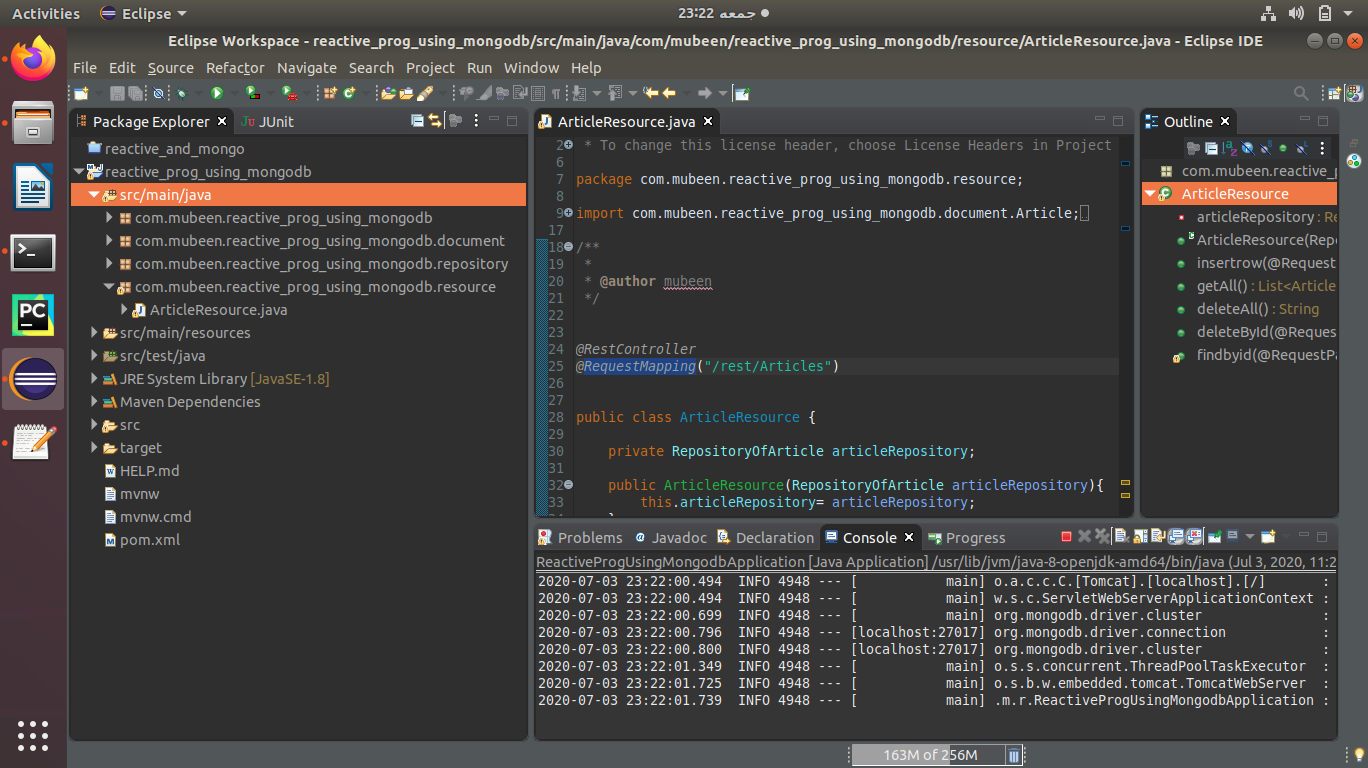 Activities
Eclipse
23:22 جمعه
Eclipse Workspace - reactive_prog_using_mongodb/src/main/java/com/mubeen/reactive_prog_using_mongodb/resource/ArticleResource.java - Eclipse IDE
File Edit Source Refactor Navigate Search Project Run Window Help
Package Explorer
JUnit
reactive_and_mongo
reactive_prog_using_mongodb
src/main/java
com.mubeen.reactive_prog_using_mongodb
com.mubeen.reactive_prog_using_mongodb.document
com.mubeen.reactive_prog_using_mongodb.repository
com.mubeen.reactive_prog_using_mongodb.resource
ArticleResource.java
src/main/resources
src/test/java
JRE System Library [JavaSE-1.8]
Maven Dependencies
src
target
HELP.md
mvnw
mvnw.cmd
pom.xml
ArticleResource.java
2 * To change this license header, choose License Headers in Project
6
7 package com.mubeen.reactive_prog_using_mongodb.resource;
8
9 import com.mubeen.reactive_prog_using_mongodb.document.Article;
17
18 /**
19 *
20 * @author mubeen
21 */
22
23
24 @RestController
25 @RequestMapping("/rest/Articles")
26
27
28 public class ArticleResource {
29
30 private RepositoryOfArticle articleRepository;
31
32 public ArticleResource(RepositoryOfArticle articleRepository){
33 this.articleRepository= articleRepository;
Outline
com.mubeen.reactive_p
ArticleResource
articleRepository : Re
ArticleResource(Repo
insertrow(@Request
getAll() : List<Article
deleteAll() : String
deleteById(@Reques
findbyid(@RequestPa
Problems
Javadoc
Declaration
Console
Progress
ReactiveProgUsingMongodbApplication [Java Application] /usr/lib/jvm/java-8-openjdk-amd64/bin/java (Jul 3, 2020, 11:2
2020-07-03 23:22:00.494 INFO 4948 --- [ main] o.a.c.c.C.[Tomcat].[localhost].[/] :
2020-07-03 23:22:00.494 INFO 4948 --- [ main] w.s.c.ServletWebServerApplicationContext :
2020-07-03 23:22:00.699 INFO 4948 --- [ main] org.mongodb.driver.cluster :
2020-07-03 23:22:00.796 INFO 4948 --- [localhost:27017] org.mongodb.driver.connection :
2020-07-03 23:22:00.800 INFO 4948 --- [localhost:27017] org.mongodb.driver.cluster :
2020-07-03 23:22:01.349 INFO 4948 --- [ main] o.s.s.concurrent.ThreadPoolTaskExecutor :
2020-07-03 23:22:01.725 INFO 4948 --- [ main] o.s.b.w.embedded.tomcat.TomcatWebServer :
2020-07-03 23:22:01.739 INFO 4948 --- [ main] .m.r.ReactiveProgUsingMongodbApplication :
163M of 256M